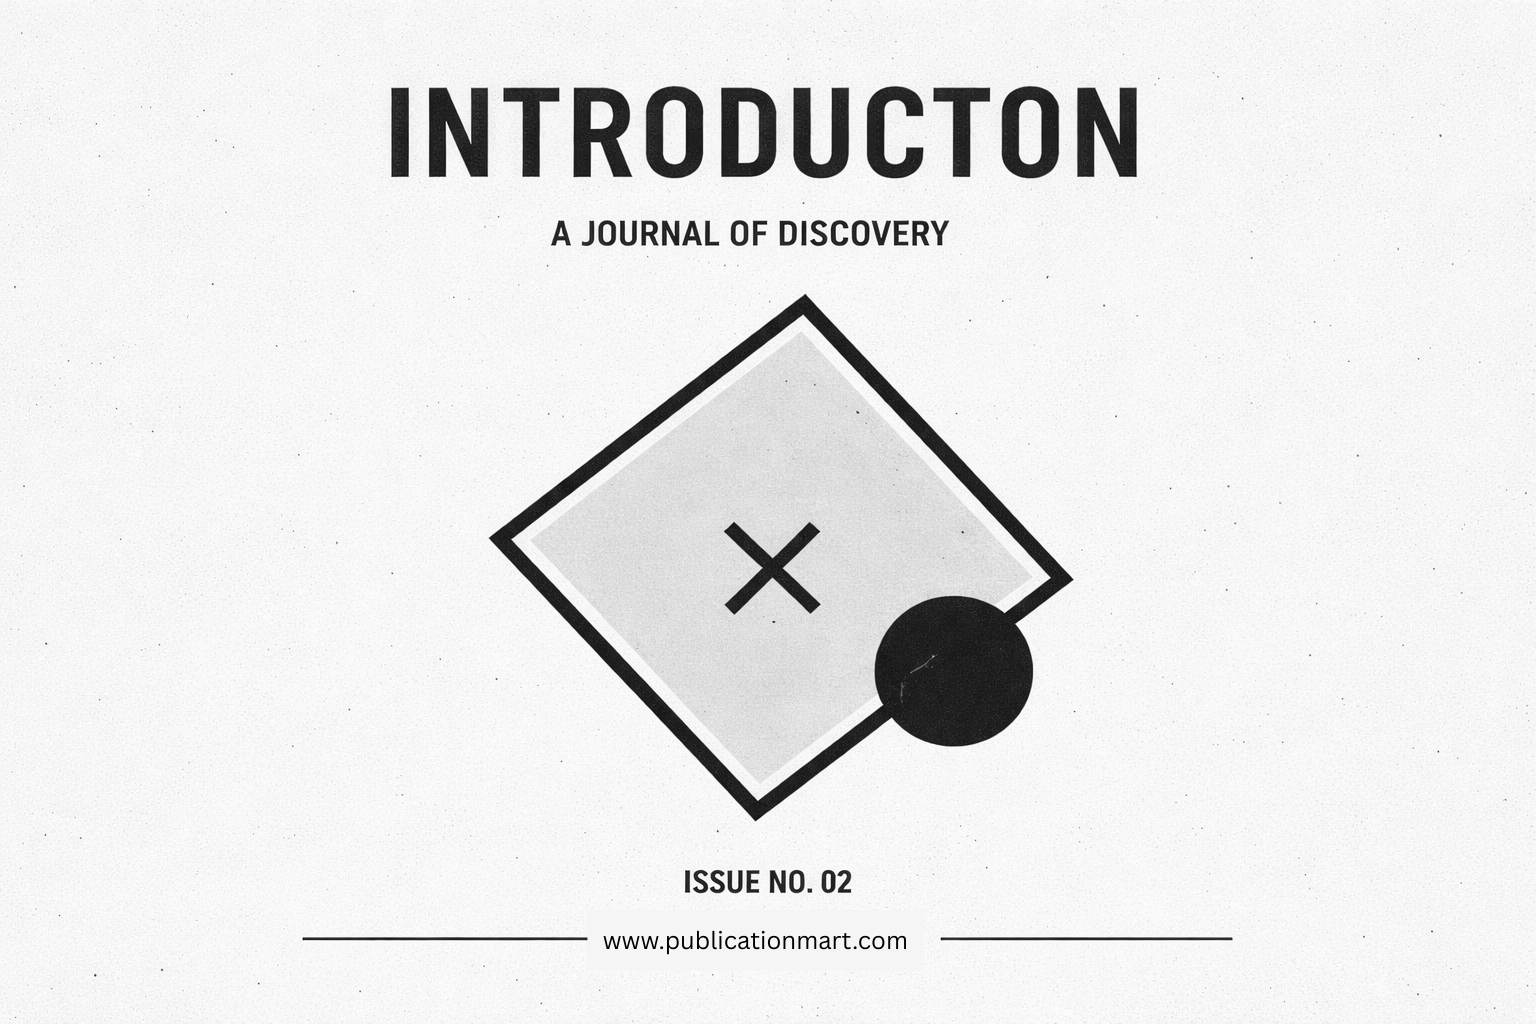 INTRODUCTON
A JOURNAL OF DISCOVERY
ISSUE NO. 02
www.publicationmart.com